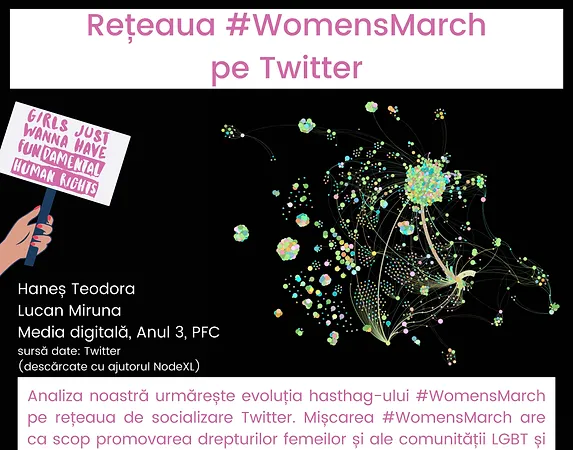 Rețeaua #WomensMarch
pe Twitter
GIRLS JUST
WANNA HAVE
FUNDAMENTAL
HUMAN RIGHTS
Haneș Teodora
Lucan Miruna
Media digitală, Anul 3, PFC
sursă date: Twitter
(descărcate cu ajutorul NodeXL)
Analiza noastră urmărește evoluția hasthag-ului #WomensMarch
pe rețeaua de socializare Twitter. Mișcarea #WomensMarch are
ca scop promovarea drepturilor femeilor și ale comunității LGBT și